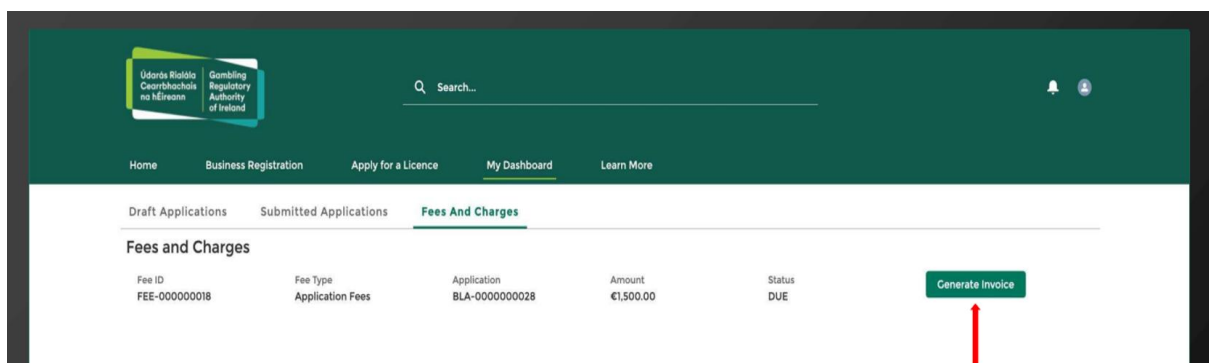 Údarás Rialála
Cearrbhachais
na hÉireann
Gambling
Regulatory
Authority
of Ireland
Search...
Home Business Registration Apply for a Licence My Dashboard Learn More
Draft Applications Submitted Applications Fees And Charges
Fees and Charges
Fee ID Fee Type Application Amount Status
FEE-000000018 Application Fees BLA-0000000028 €1,500.00 DUE
Generate Invoice